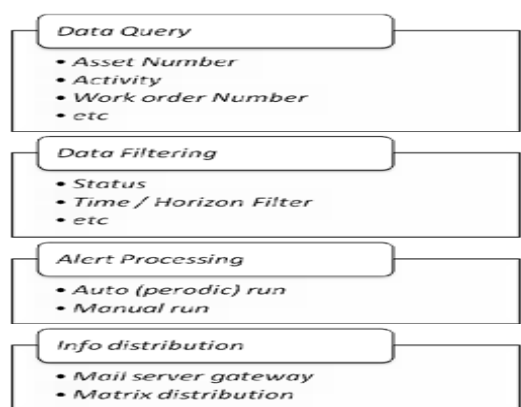 Data Query
• Asset Number
• Activity
• Work order Number
• etc
Data Filtering
• Status
• Time / Horizon Filter
• etc
Alert Processing
• Auto (perodic) run
• Manual run
Info distribution
• Mail server gateway
• Matrix distribution